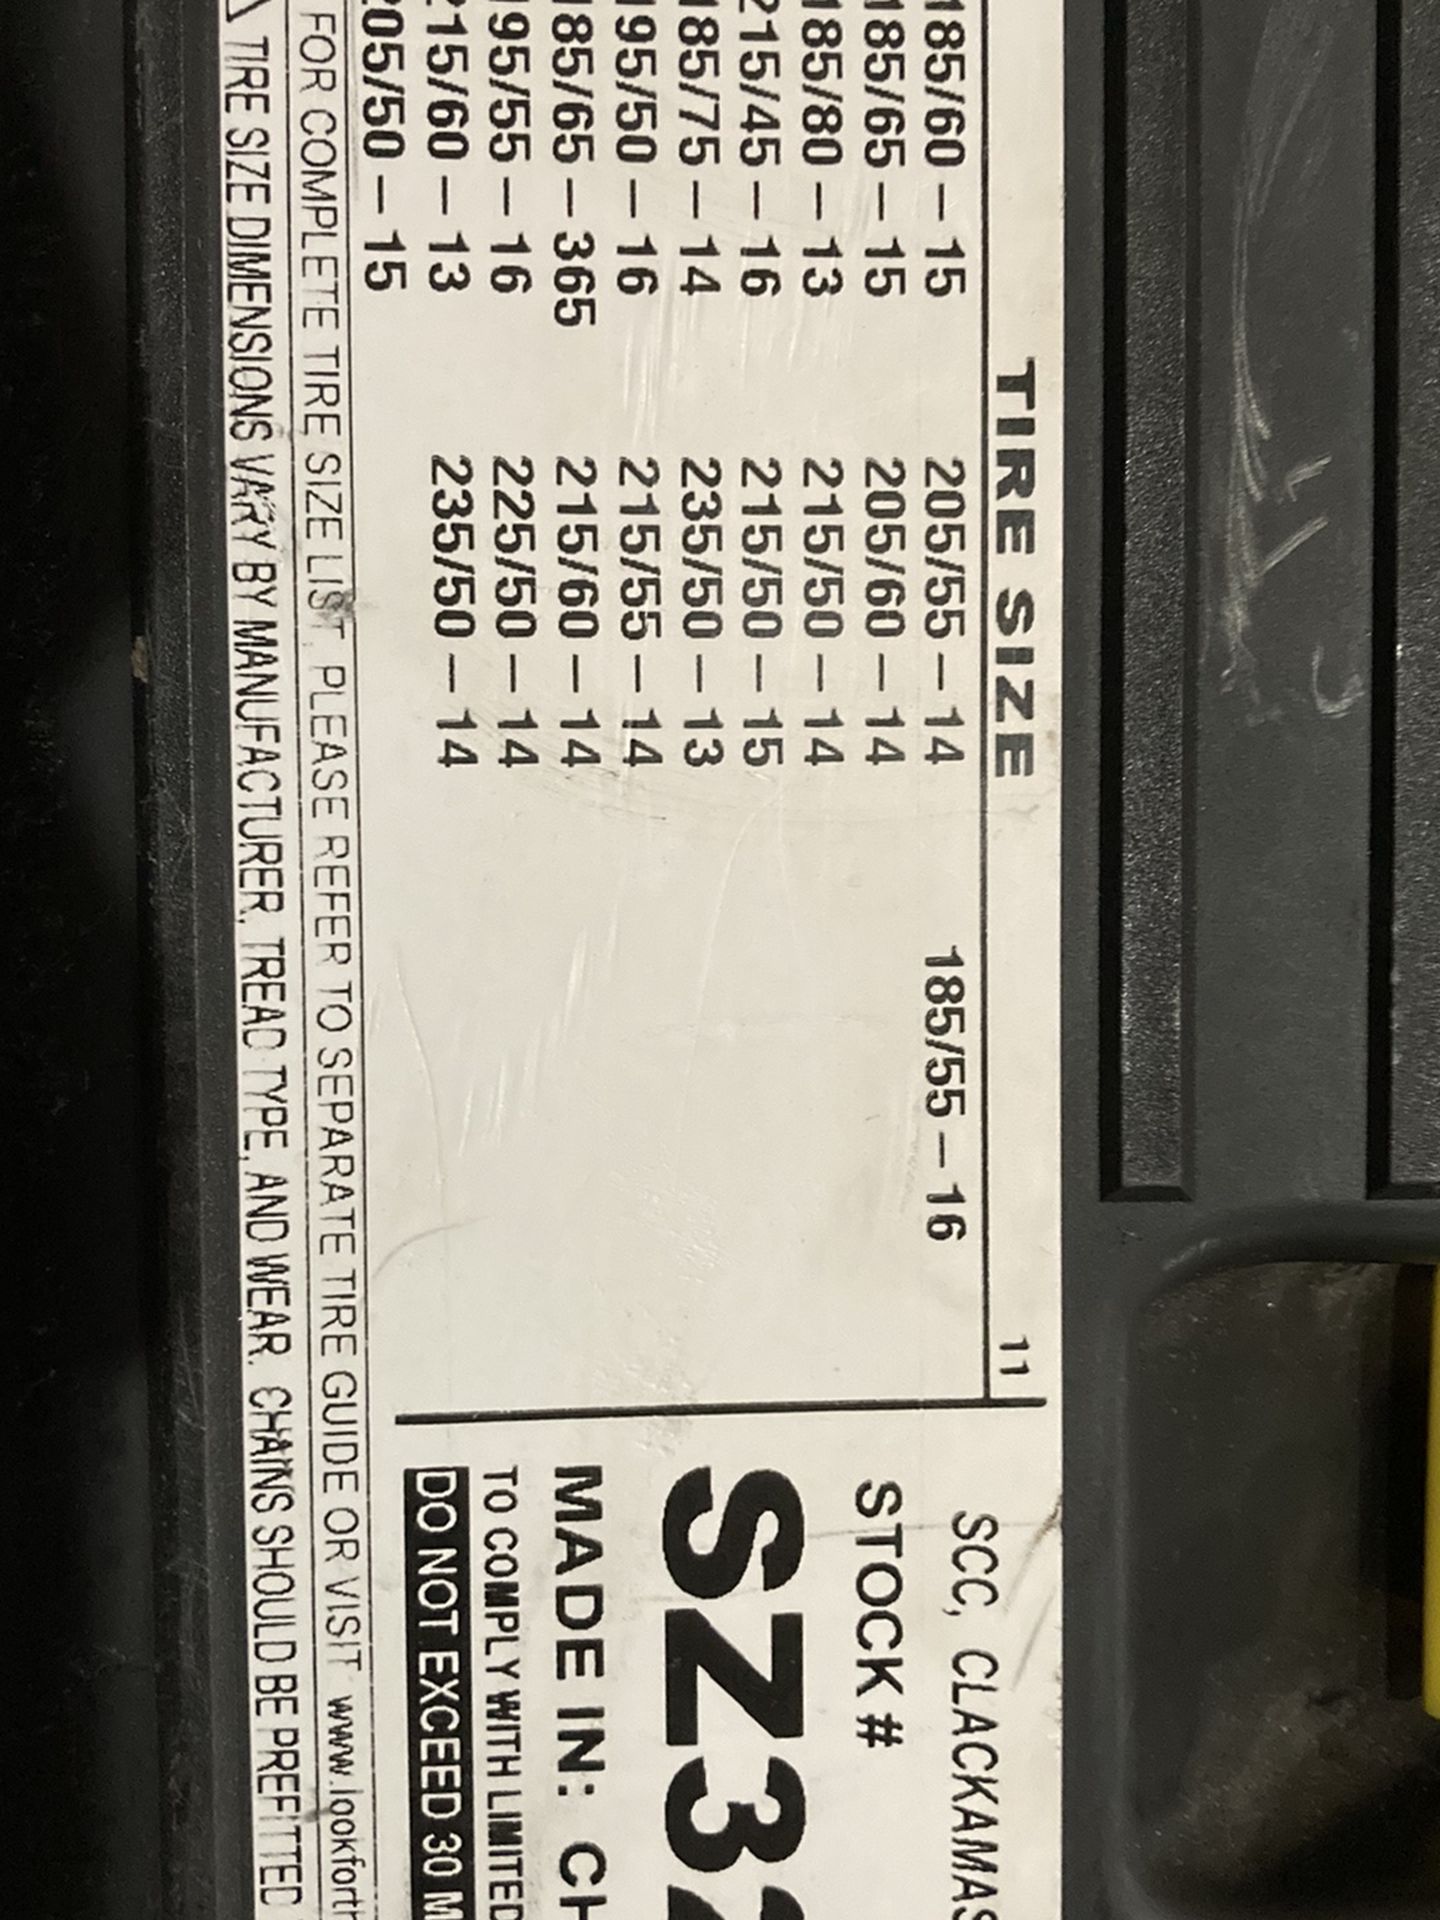 TIRE SIZE 11
185/60 – 15 205/55 – 14 185/55 – 16
185/65 – 15 205/60 – 14
185/80 – 13 215/50 – 14
215/45 – 16 215/50 – 15
185/75 – 14 235/50 – 13
195/50 – 16 215/55 – 14
185/65 – 365 215/60 – 14
195/55 – 16 225/50 – 14
215/60 – 13 235/50 – 14
205/50 – 15
FOR COMPLETE TIRE SIZE LIST, PLEASE REFER TO SEPARATE TIRE GUIDE OR VISIT www.lookforth
TIRE SIZE DIMENSIONS VARY BY MANUFACTURER, TREAD TYPE, AND WEAR. CHAINS SHOULD BE PREFITTED
SCC, CLACKAMAS
STOCK #
SZ3
MADE IN: CH
TO COMPLY WITH LIMITED
DO NOT EXCEED 30 M